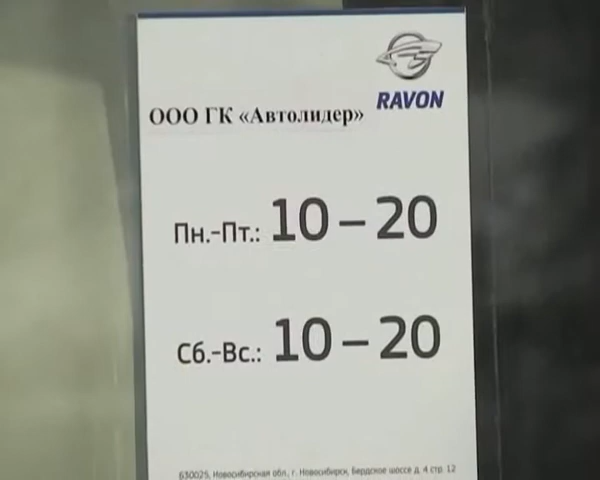 RAVON
ООО ГК «Автолидер»
Пн.-Пт.: 10 – 20
Сб.-Вс.: 10 – 20
630025, Новосибирская обл., г. Новосибирск, Бердское шоссе д. 4 стр. 12